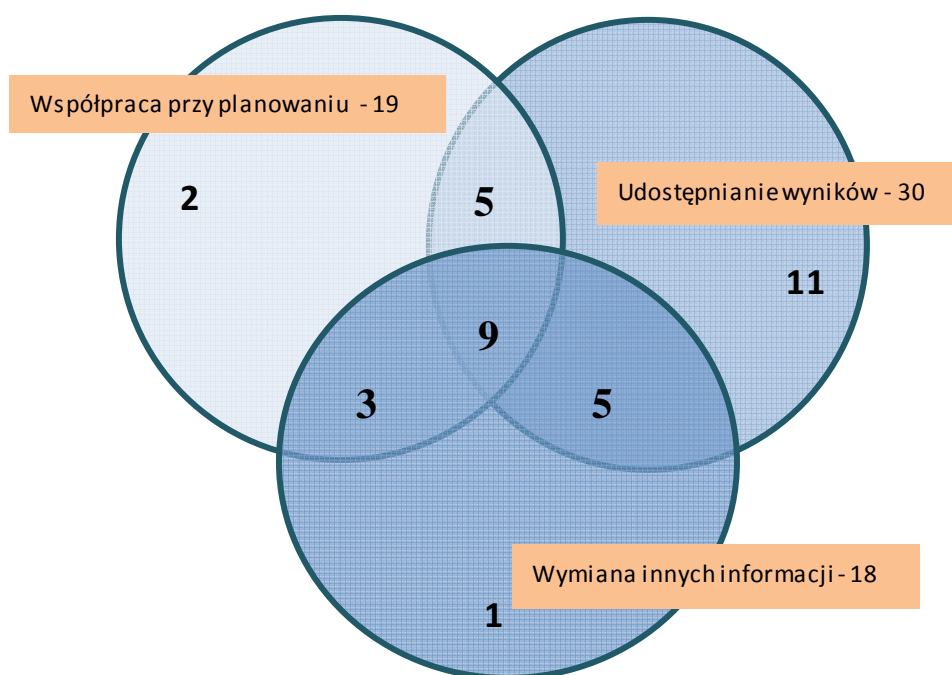 Współpraca przy planowaniu - 19
2
5
Udostępnianie wyników - 30
11
9
3
5
Wymiana innych informacji - 18
1